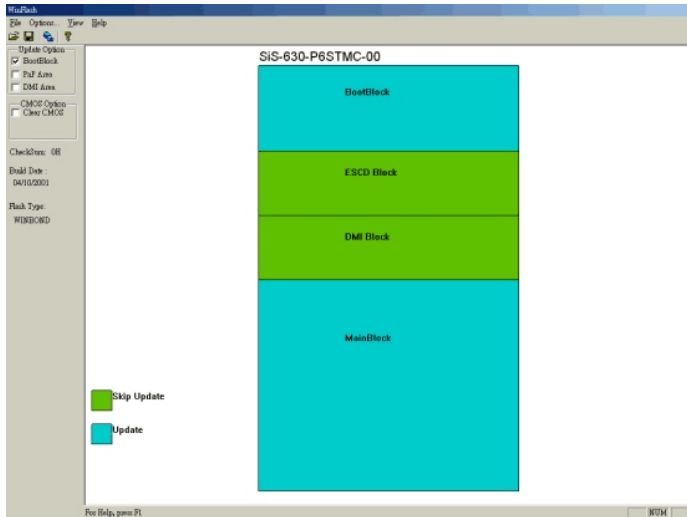 WinFlash
File Options... View Help
Update Option
BootBlock
PnP Area
DMI Area
CMOS Option
Clear CMOS
CheckSum: 0H
Build Date :
04/10/2001
Flash Type:
WINBOND
SiS-630-P6STMC-00
BootBlock
ESCD Block
DMI Block
MainBlock
Skip Update
Update
For Help, press F1
NUM